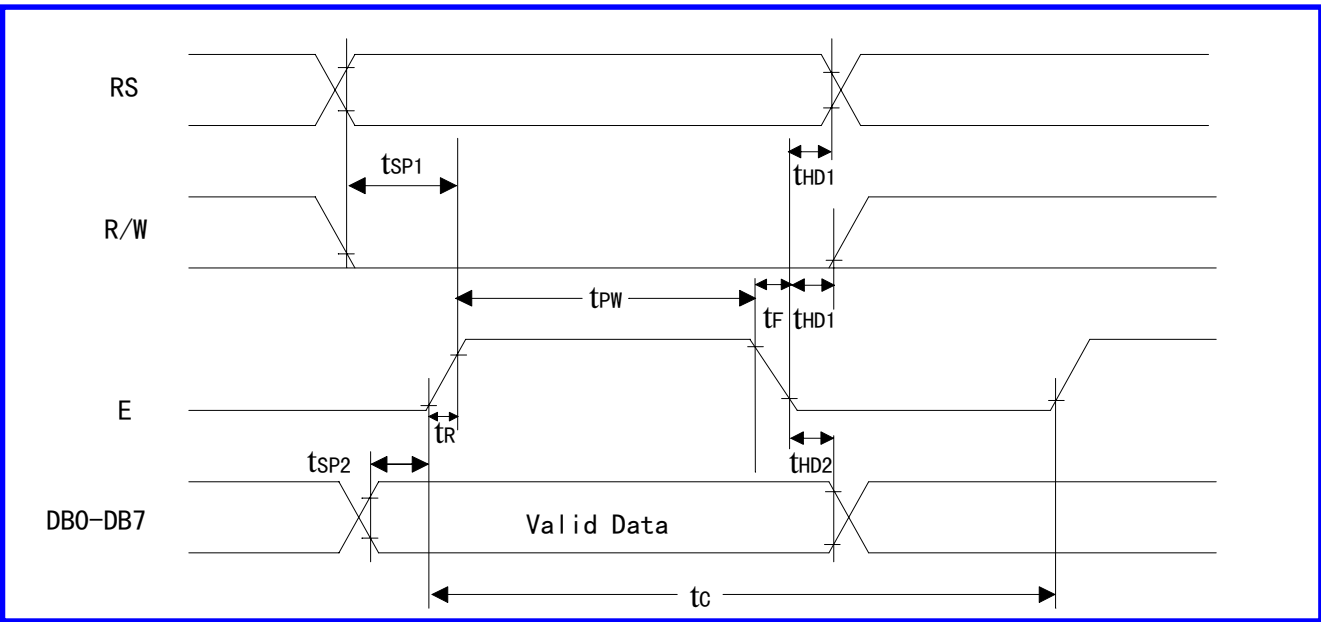 RS
tSP1
tHD1
R/W
tPW
tF
tHD1
E
tR
tSP2
tHD2
DB0-DB7
Valid Data
tC